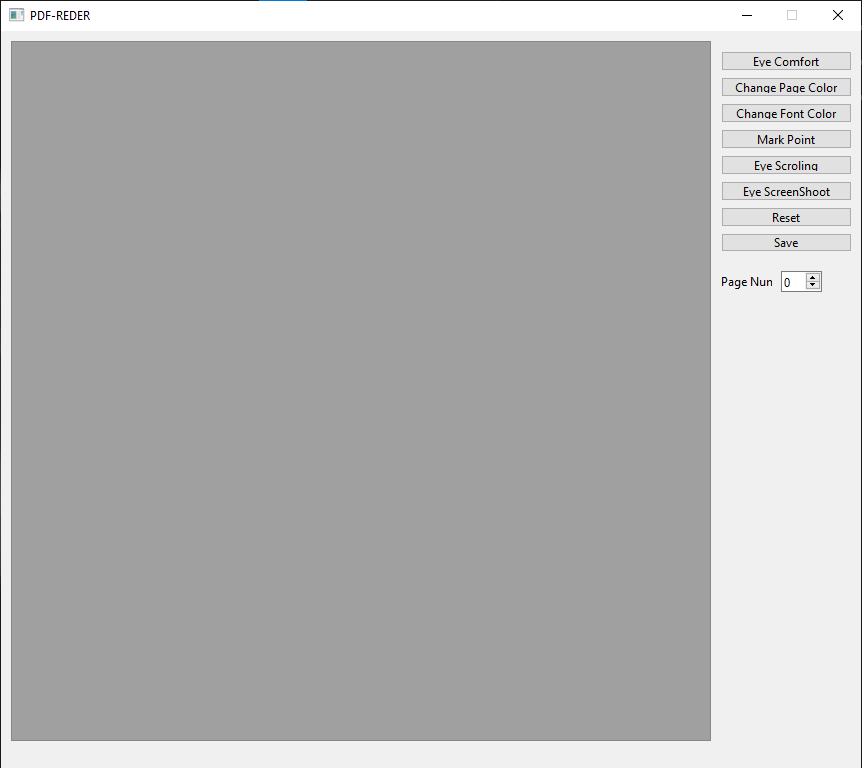 PDF-REDER
Eye Comfort
Change Page Color
Change Font Color
Mark Point
Eye Scroling
Eye ScreenShoot
Reset
Save
Page Nun 0